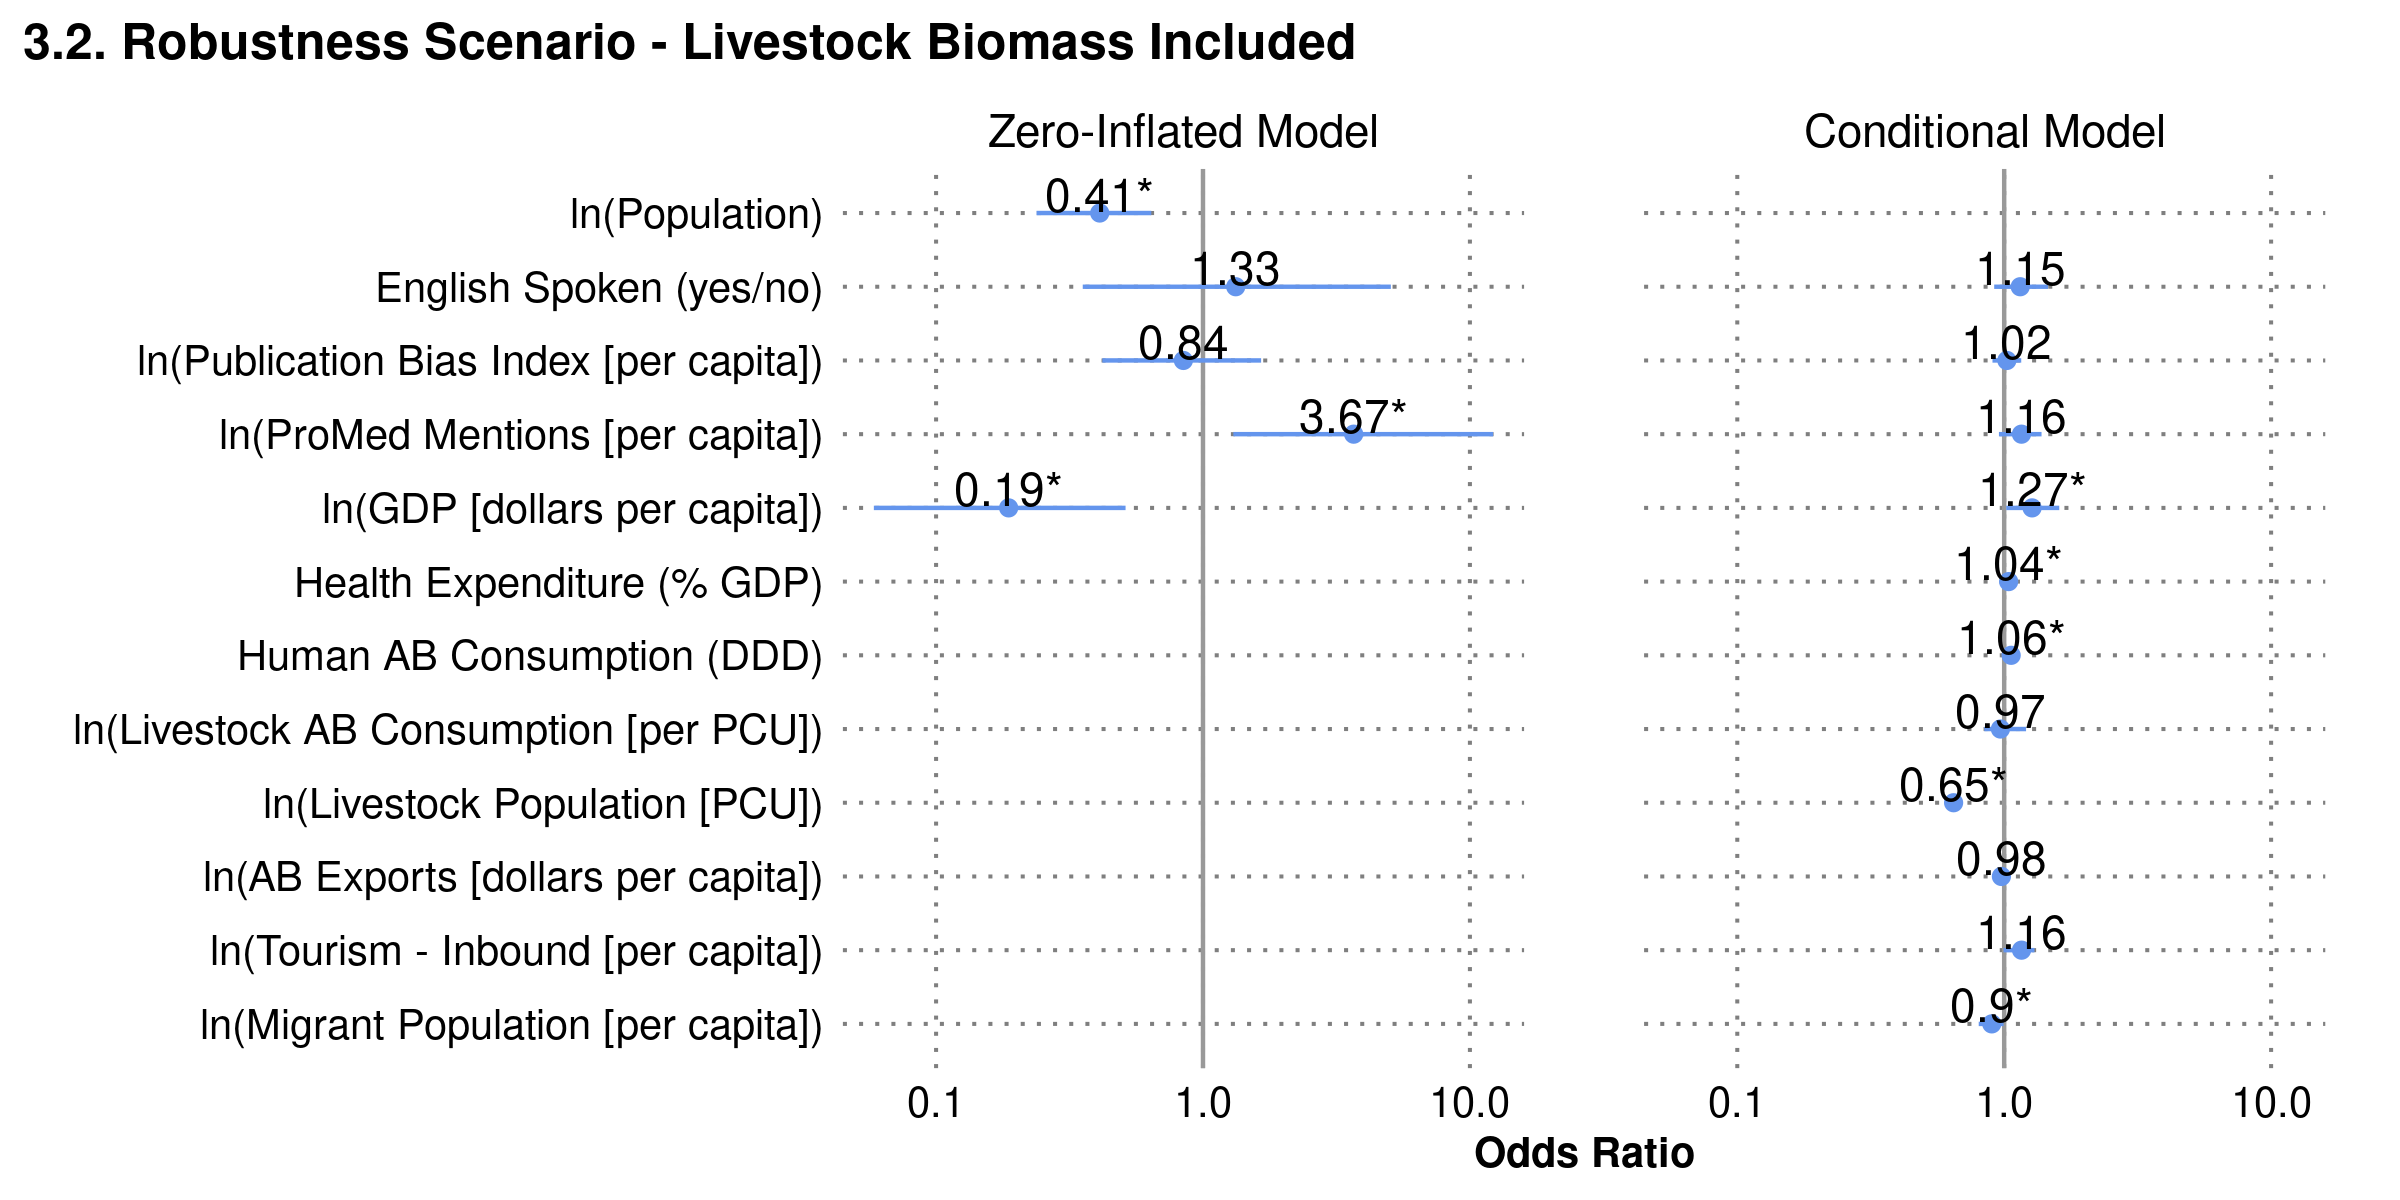 3.2. Robustness Scenario - Livestock Biomass Included
Zero-Inflated Model Conditional Model
ln(Population) 0.41*
English Spoken (yes/no) 1.33 1.15
ln(Publication Bias Index [per capita]) 0.84 1.02
ln(ProMed Mentions [per capita]) 3.67* 1.16
ln(GDP [dollars per capita]) 0.19* 1.27*
Health Expenditure (% GDP) 1.04*
Human AB Consumption (DDD) 1.06*
ln(Livestock AB Consumption [per PCU]) 0.97
ln(Livestock Population [PCU]) 0.65*
ln(AB Exports [dollars per capita]) 0.98
ln(Tourism - Inbound [per capita]) 1.16
ln(Migrant Population [per capita]) 0.9*
0.1 1.0 10.0 0.1 1.0 10.0
Odds Ratio